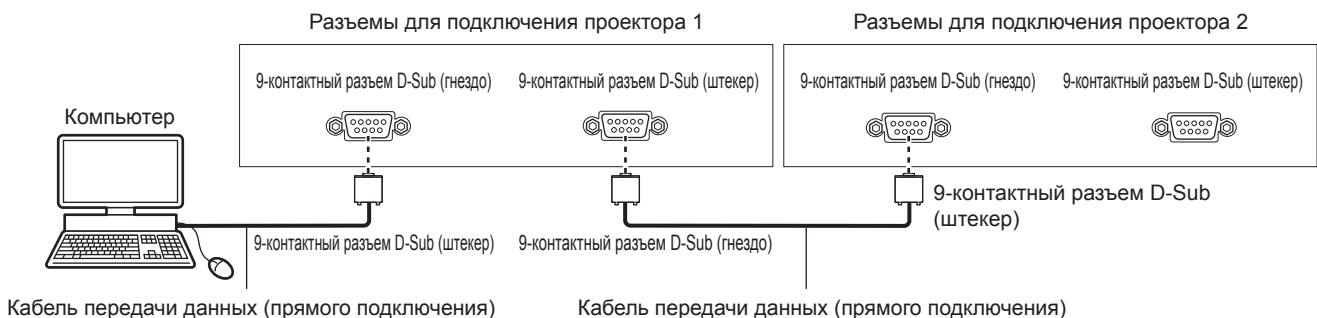 Разъемы для подключения проектора 1
Разъемы для подключения проектора 2
9-контактный разъем D-Sub (гнездо)
9-контактный разъем D-Sub (штекер)
9-контактный разъем D-Sub (гнездо)
9-контактный разъем D-Sub (штекер)
Компьютер
9-контактный разъем D-Sub
(штекер)
9-контактный разъем D-Sub (штекер)
9-контактный разъем D-Sub (гнездо)
Кабель передачи данных (прямого подключения)
Кабель передачи данных (прямого подключения)